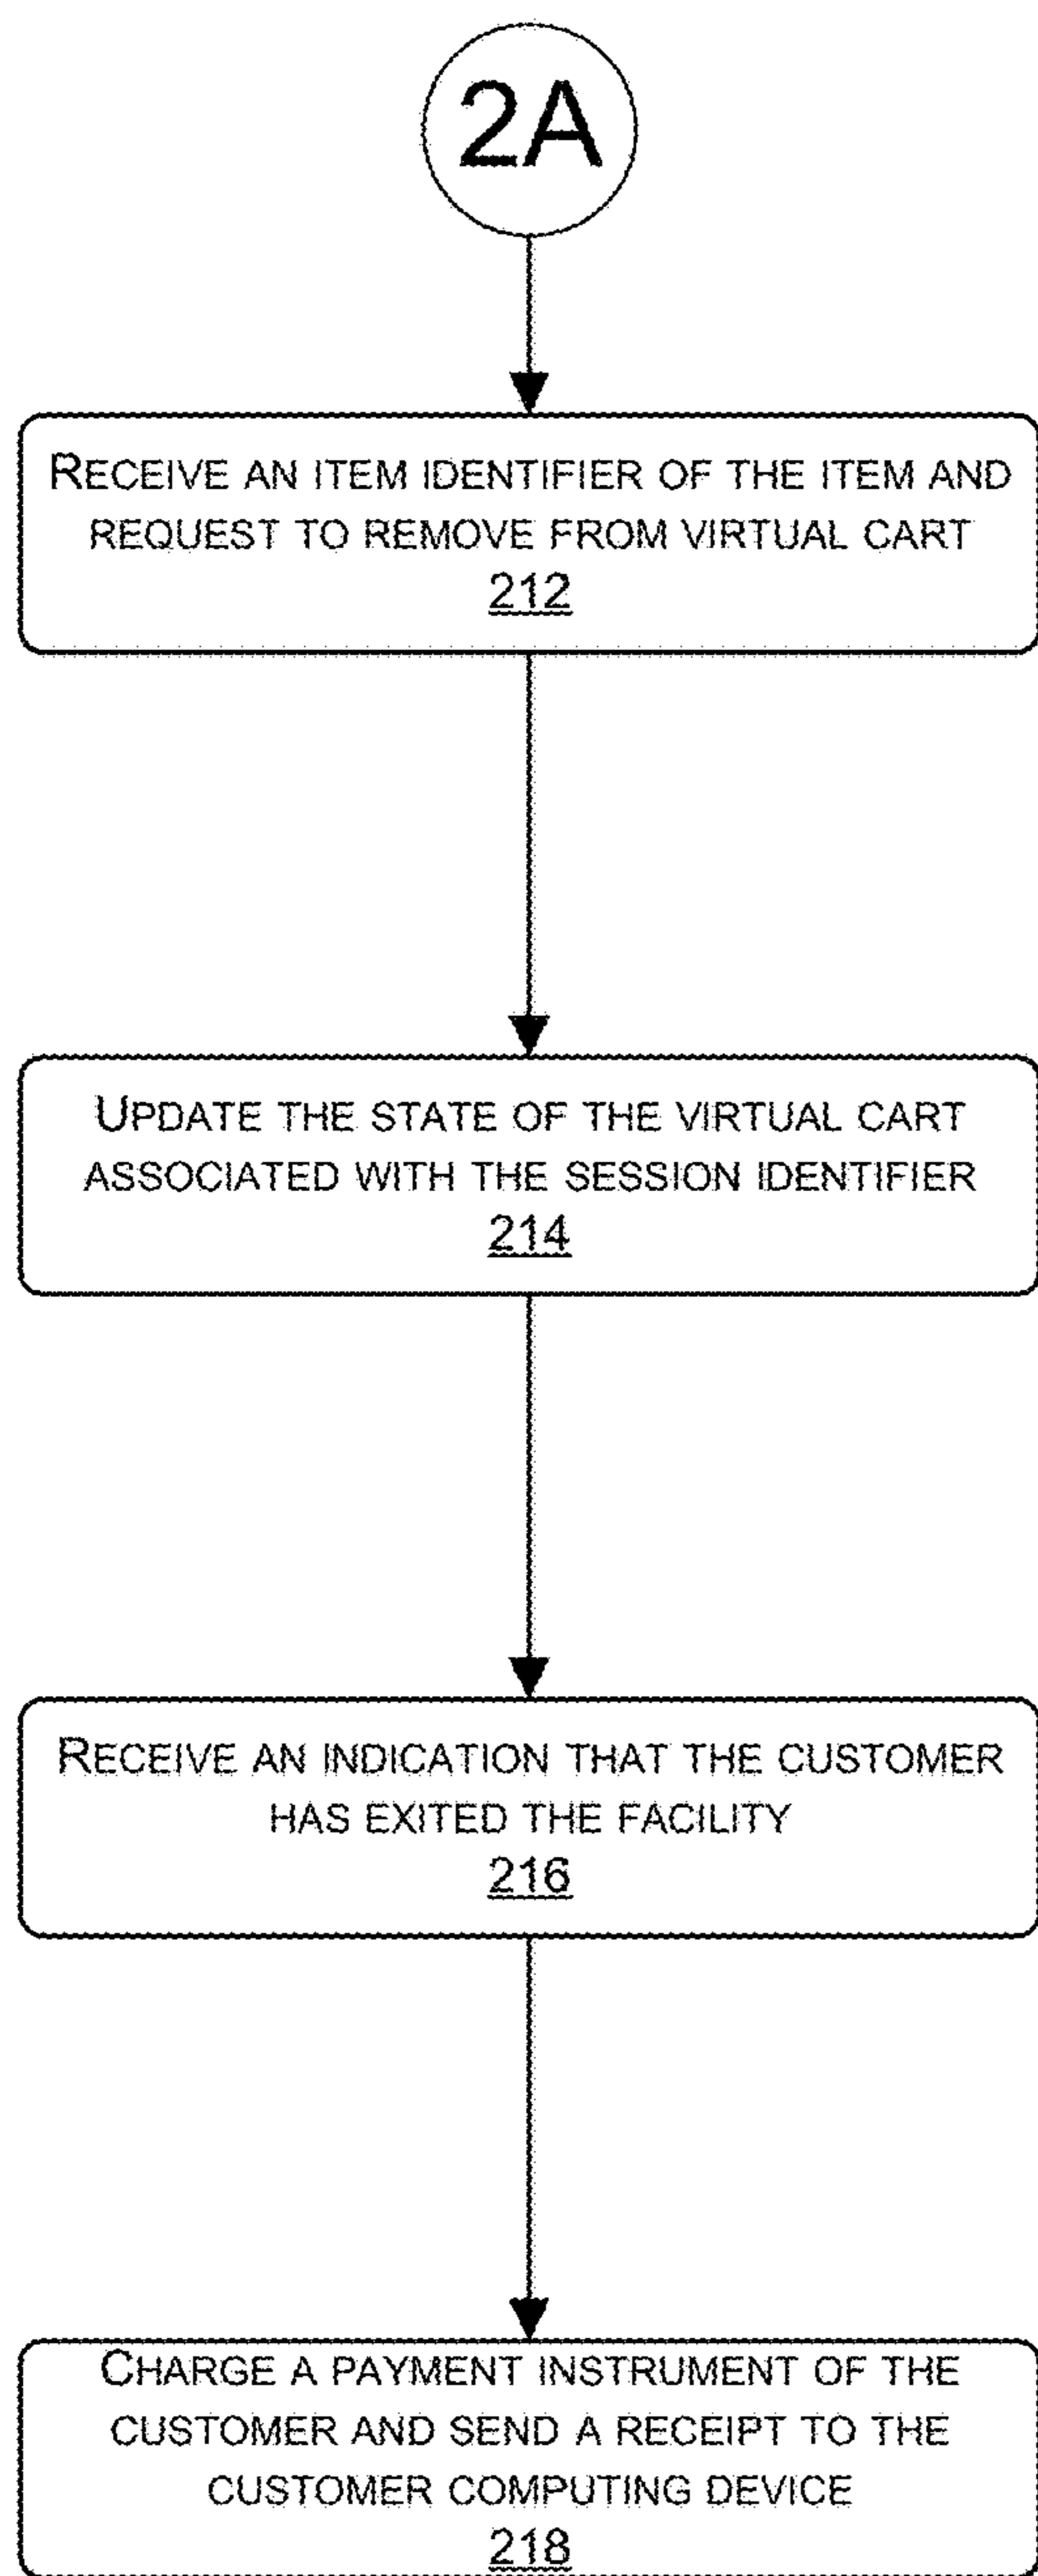 2A
RECEIVE AN ITEM IDENTIFIER OF THE ITEM AND
REQUEST TO REMOVE FROM VIRTUAL CART
212
UPDATE THE STATE OF THE VIRTUAL CART
ASSOCIATED WITH THE SESSION IDENTIFIER
214
RECEIVE AN INDICATION THAT THE CUSTOMER
HAS EXITED THE FACILITY
216
CHARGE A PAYMENT INSTRUMENT OF THE
CUSTOMER AND SEND A RECEIPT TO THE
CUSTOMER COMPUTING DEVICE
218